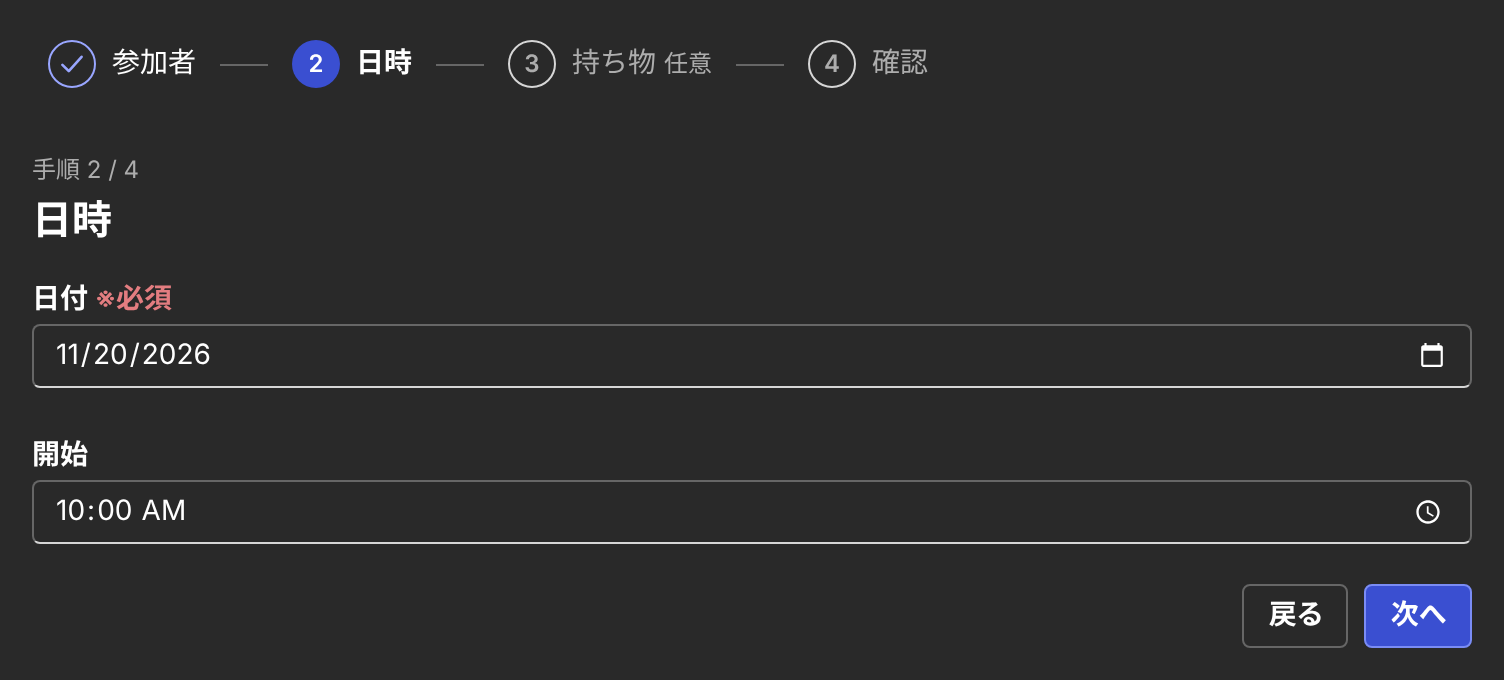 参加者 2 日時 3 持ち物 任意 4 確認
手順 2 / 4
日時
日付 ※必須
11/20/2026
開始
10:00 AM
戻る 次へ